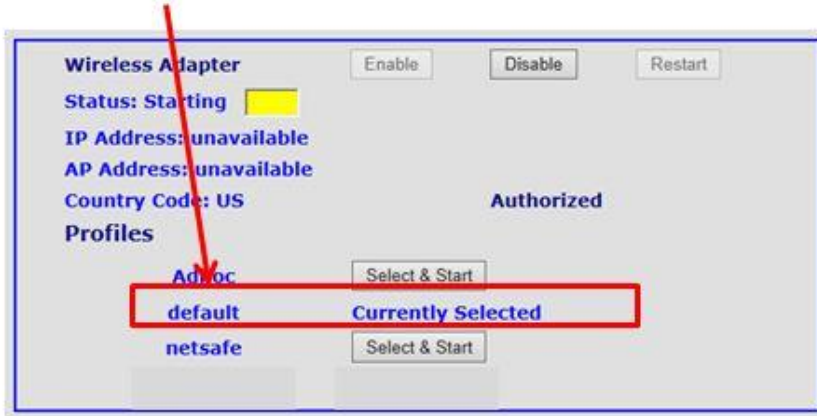 Wireless Adapter Enable Disable Restart
Status: Starting
IP Address: unavailable
AP Address: unavailable
Country Code: US Authorized
Profiles
Adhoc Select & Start
default Currently Selected
netsafe Select & Start